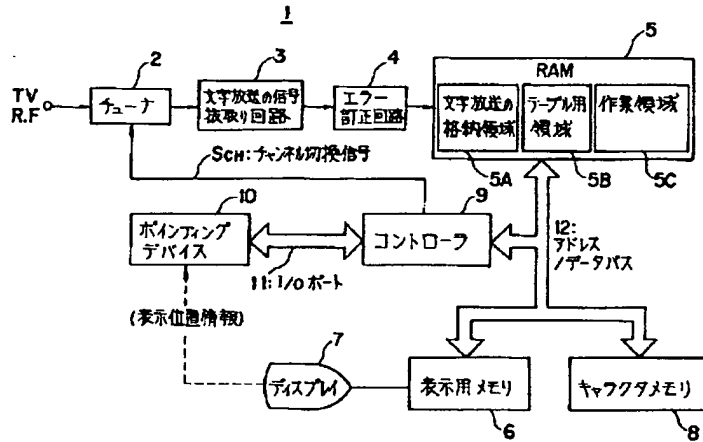 1
2
3
4
5
TV
R.F
チューナ
文字放送の信号
抜取り回路
エラー
訂正回路
RAM
文字放送の
格納領域
テーブル用
領域
作業領域
5A
5B
5C
SCH:チャンネル切換信号
10
9
ポインティング
デバイス
コントローラ
11:I/Oポート
12:
アドレス
/データバス
(表示位置情報)
7
ディスプレイ
表示用メモリ
キャラクタメモリ
6
8